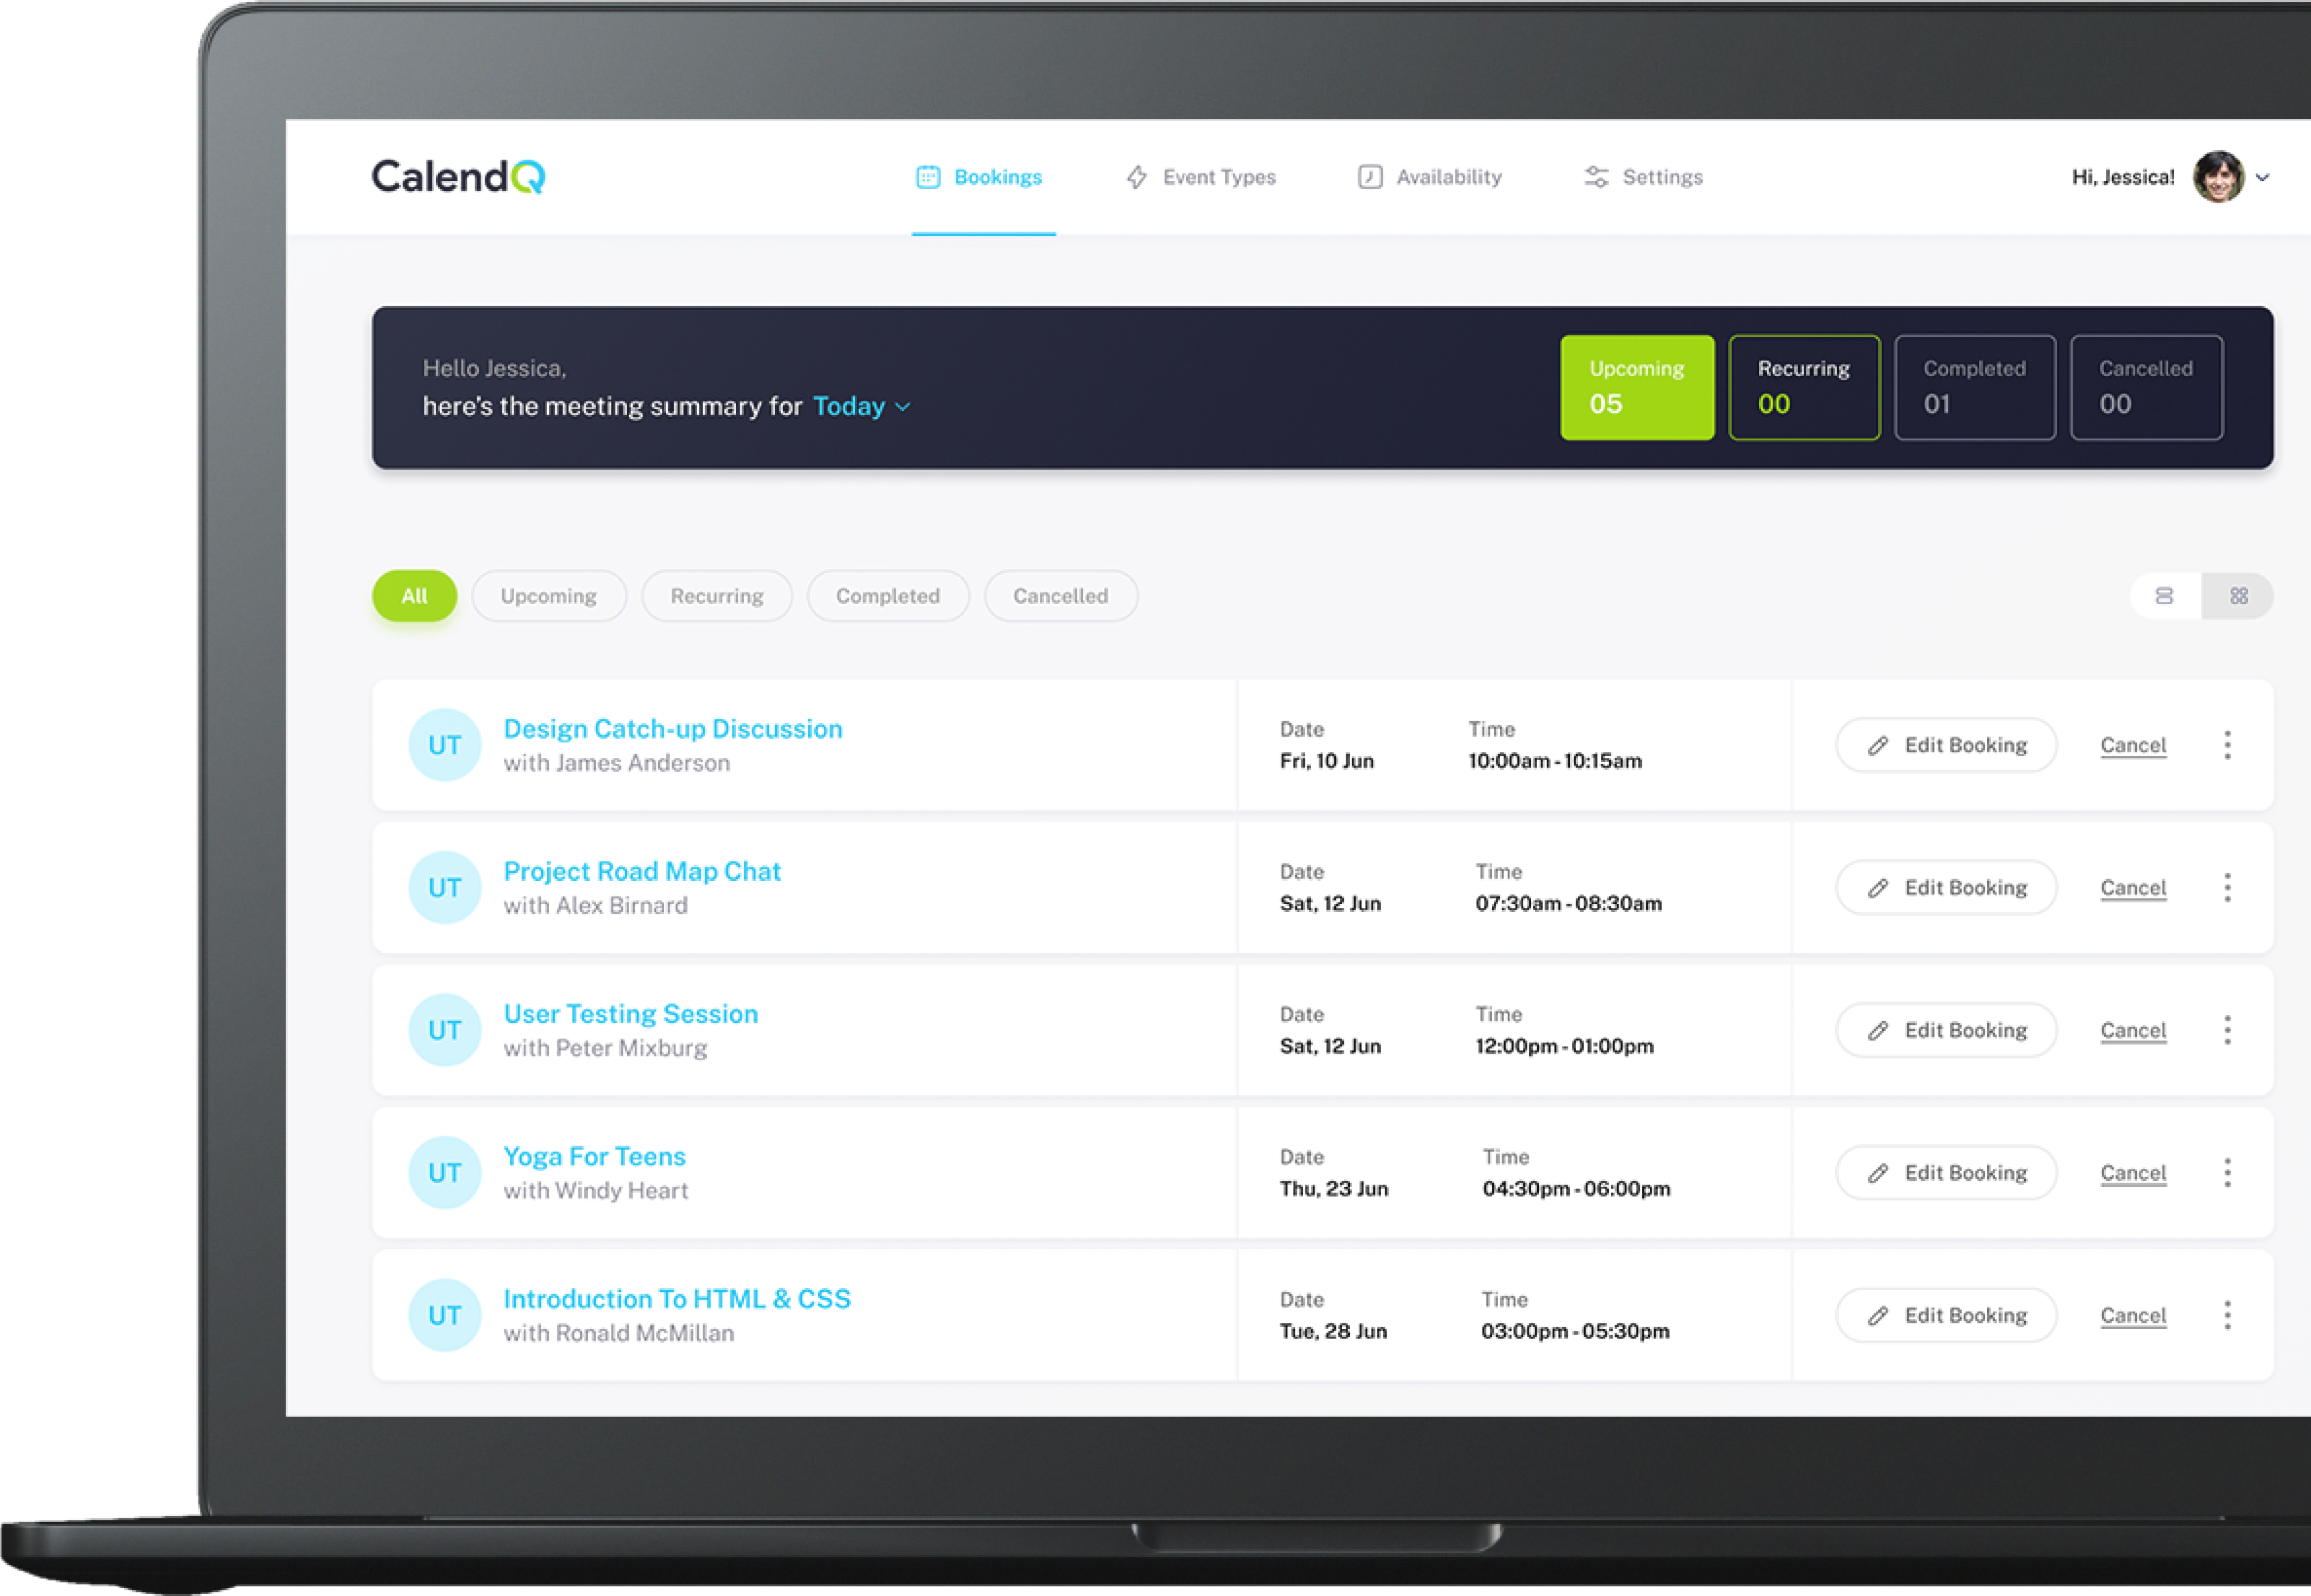 CalendQ
Bookings
Event Types
Availability
Settings
Hi, Jessica!
Hello Jessica,
here's the meeting summary for Today
Upcoming
05
Recurring
00
Completed
01
Cancelled
00
All
Upcoming
Recurring
Completed
Cancelled
UT
Design Catch-up Discussion
with James Anderson
Date
Fri, 10 Jun
Time
10:00am - 10:15am
Edit Booking
Cancel
UT
Project Road Map Chat
with Alex Birnard
Date
Sat, 12 Jun
Time
07:30am - 08:30am
Edit Booking
Cancel
UT
User Testing Session
with Peter Mixburg
Date
Sat, 12 Jun
Time
12:00pm - 01:00pm
Edit Booking
Cancel
UT
Yoga For Teens
with Windy Heart
Date
Thu, 23 Jun
Time
04:30pm - 06:00pm
Edit Booking
Cancel
UT
Introduction To HTML & CSS
with Ronald McMillan
Date
Tue, 28 Jun
Time
03:00pm - 05:30pm
Edit Booking
Cancel